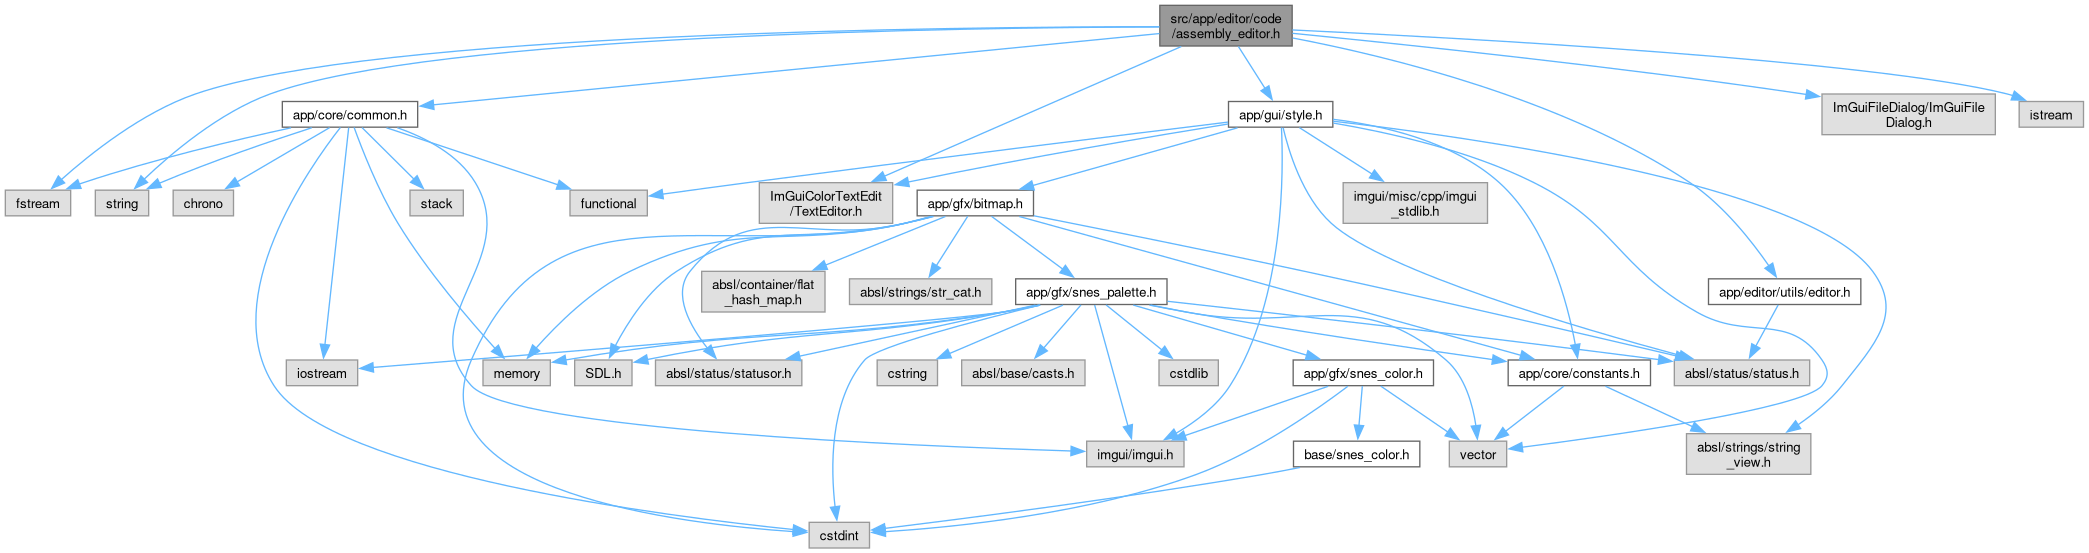 src/app/editor/code
/assembly_editor.h
app/core/common.h
app/gui/style.h
ImGuiFileDialog/ImGuiFile
Dialog.h
istream
fstream
string
chrono
stack
functional
ImGuiColorTextEdit
/TextEditor.h
app/gfx/bitmap.h
imgui/misc/cpp/imgui
_stdlib.h
absl/container/flat
_hash_map.h
absl/strings/str_cat.h
app/gfx/snes_palette.h
app/editor/utils/editor.h
iostream
memory
SDL.h
absl/status/statusor.h
cstring
absl/base/casts.h
cstdlib
app/gfx/snes_color.h
app/core/constants.h
absl/status/status.h
imgui/imgui.h
base/snes_color.h
vector
absl/strings/string
_view.h
cstdint